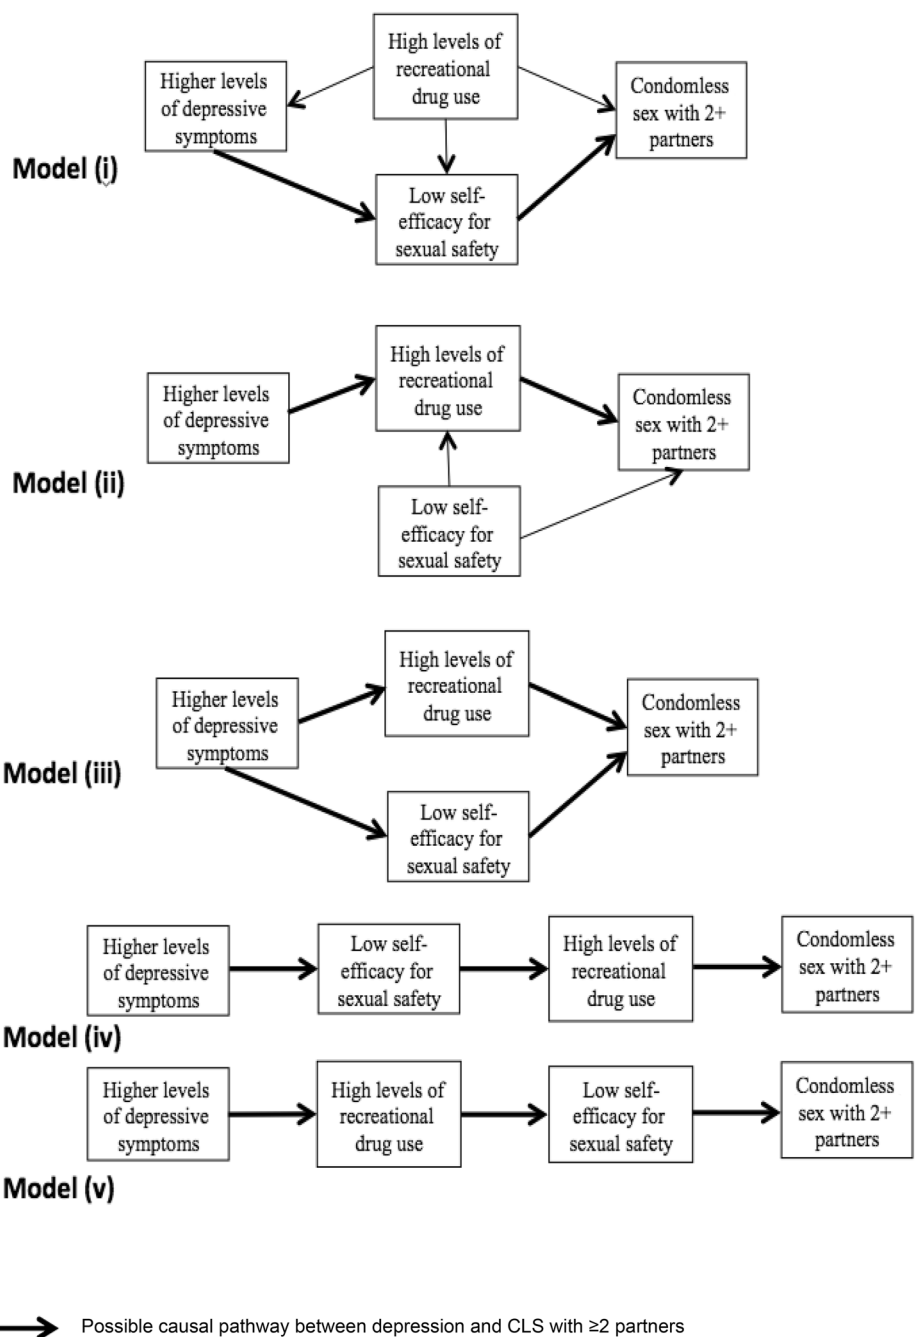 High levels of
recreational
drug use
Higher levels
of depressive
symptoms
Condomless
sex with 2+
partners
Model (i)
Low self-
efficacy for
sexual safety
High levels of
recreational
drug use
Higher levels
of depressive
symptoms
Condomless
sex with 2+
partners
Model (ii)
Low self-
efficacy for
sexual safety
High levels of
recreational
drug use
Higher levels
of depressive
symptoms
Condomless
sex with 2+
partners
Model (iii)
Low self-
efficacy for
sexual safety
Higher levels
of depressive
symptoms
Low self-
efficacy for
sexual safety
High levels of
recreational
drug use
Condomless
sex with 2+
partners
Model (iv)
Higher levels
of depressive
symptoms
High levels of
recreational
drug use
Low self-
efficacy for
sexual safety
Condomless
sex with 2+
partners
Model (v)
Possible causal pathway between depression and CLS with ≥2 partners